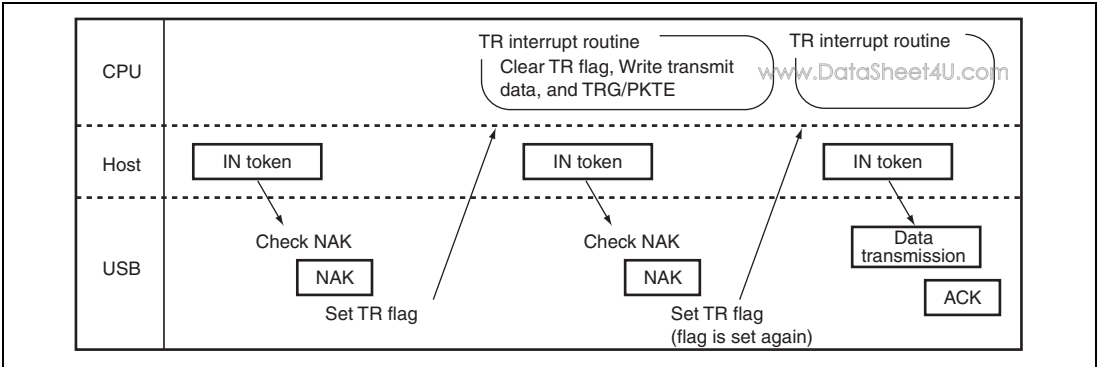 CPU
TR interrupt routine
Clear TR flag, Write transmit
data, and TRG/PKTE
TR interrupt routine
www.DataSheet4U.com
Host
IN token
IN token
IN token
USB
Check NAK
NAK
Set TR flag
Check NAK
NAK
Set TR flag
(flag is set again)
Data
transmission
ACK